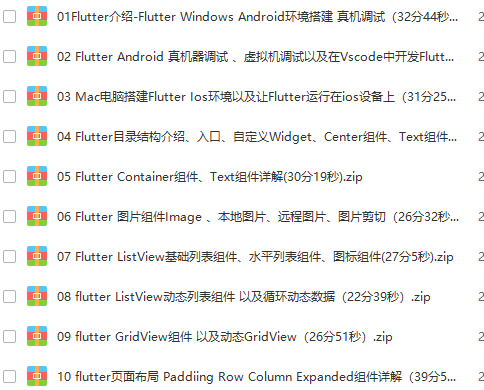 01Flutter介绍-Flutter Windows Android环境搭建 真机调试（32分44秒...
02 Flutter Android 真机器调试 、虚拟机调试以及在Vscode中开发Flutt...
03 Mac电脑搭建Flutter Ios环境以及让Flutter运行在ios设备上（31分25...
04 Flutter目录结构介绍、入口、自定义Widget、Center组件、Text组件...
05 Flutter Container组件、Text组件详解(30分19秒).zip
06 Flutter 图片组件Image 、本地图片、远程图片、图片剪切（26分32秒...
07 Flutter ListView基础列表组件、水平列表组件、图标组件(27分5秒).zip
08 flutter ListView动态列表组件 以及循环动态数据（22分39秒）.zip
09 flutter GridView组件 以及动态GridView（26分51秒）.zip
10 flutter页面布局 Paddiing Row Column Expanded组件详解（39分5...